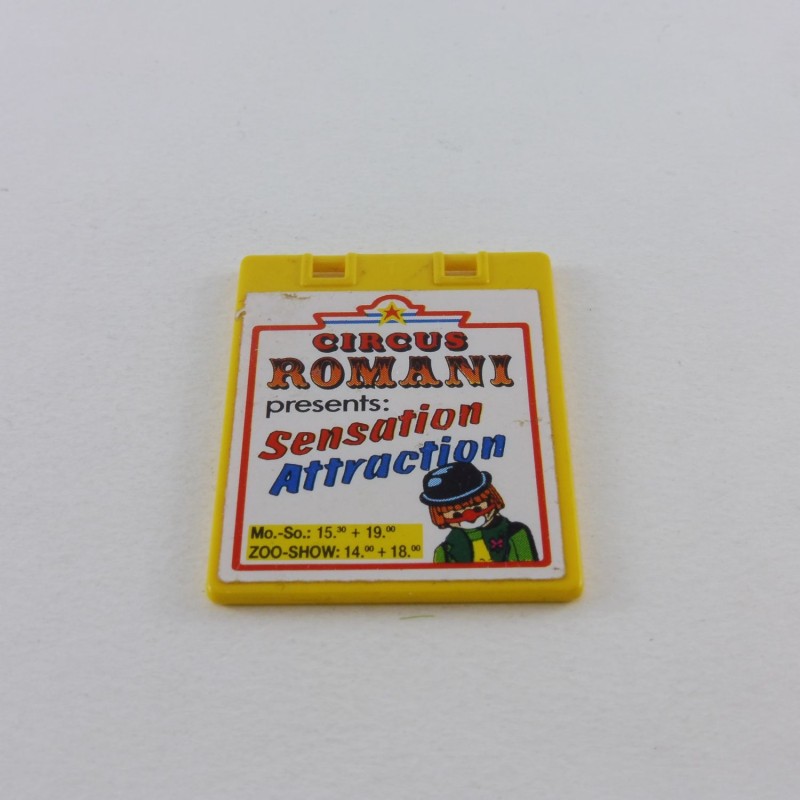 CIRCUS
ROMANI
presents:
Sensation
Attraction
Mo.-So.: 15.30 + 19.00
ZOO-SHOW: 14.00 + 18.00